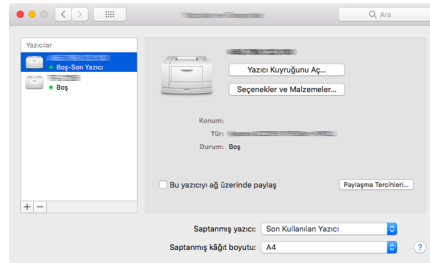 Ara
Yazıcılar
Boş-Son Yazıcı
Boş
Yazıcı Kuyruğunu Aç...
Seçenekler ve Malzemeler...
Konum:
Tür:
Durum: Boş
Bu yazıcıyı ağ üzerinde paylaş
Paylaşma Tercihleri...
+ −
Saptanmış yazıcı: Son Kullanılan Yazıcı
Saptanmış kâğıt boyutu: A4
?